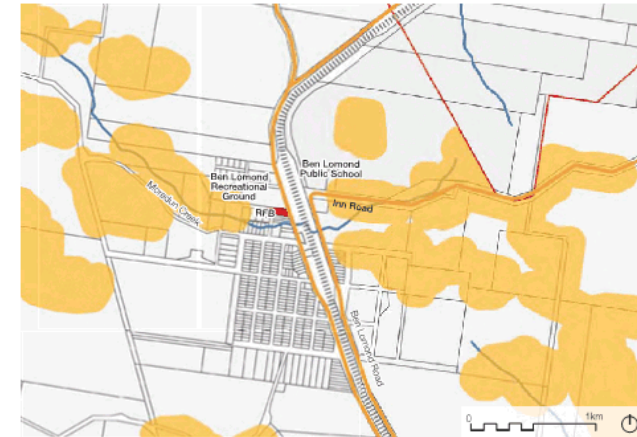 Ben Lomond
Public School
Ben Lomond
Recreational
Ground
Moredun Creek
RFB
Inn Road
Ben Lomond Road
0
1km